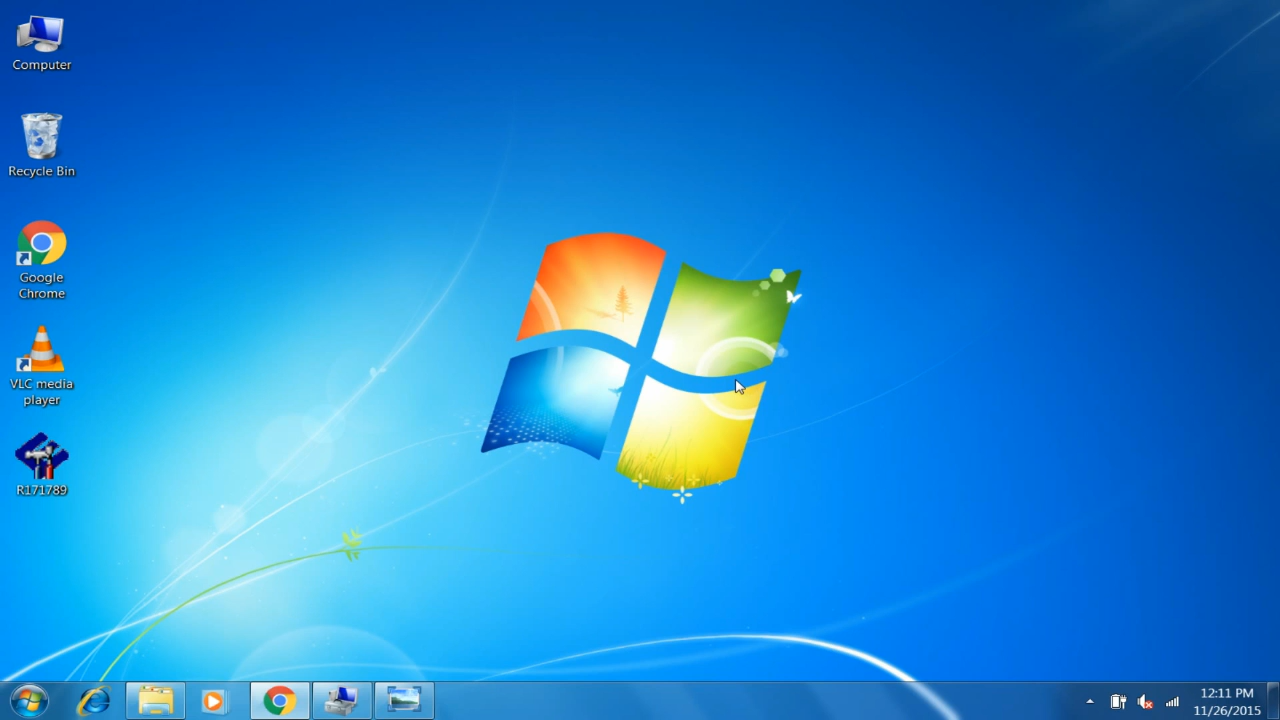 Computer
Recycle Bin
Google
Chrome
VLC media
player
R171789
12:11 PM
11/26/2015